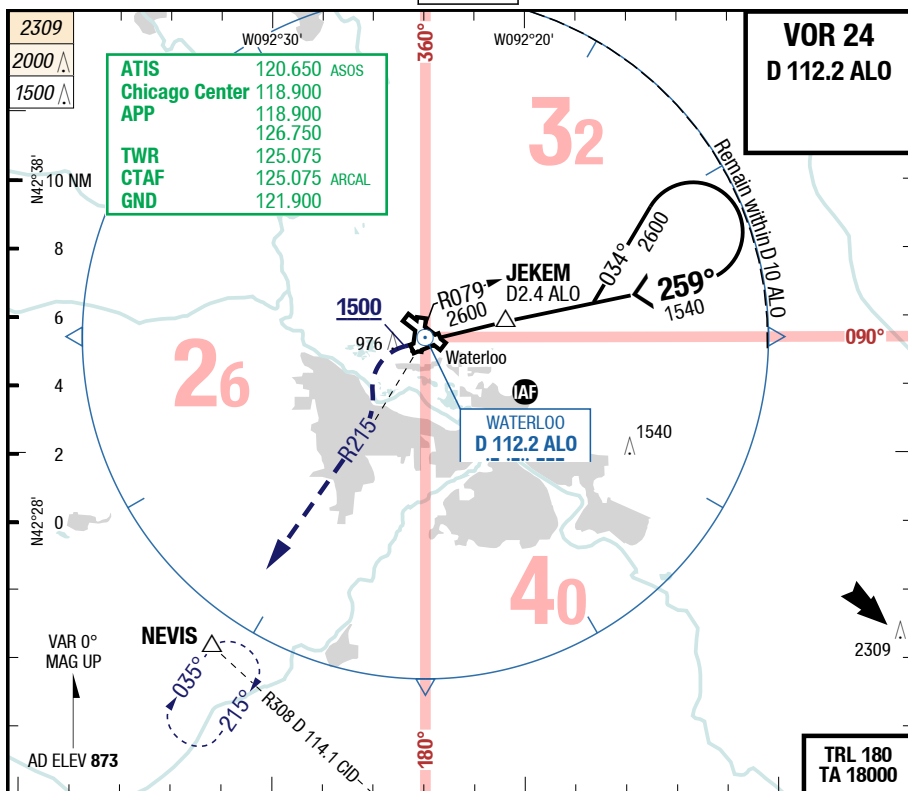 2309
2000
1500
W092°30'
360°
W092°20'
VOR 24
D 112.2 ALO
ATIS 120.650 ASOS
Chicago Center 118.900
APP 118.900
126.750
TWR 125.075
CTAF 125.075 ARCAL
GND 121.900
32
Remain within D10 ALO
N42°38'
10 NM
8
6
4
2
0
N42°28'
034°
2600
JEKEM
D2.4 ALO
R079
2600
259°
1540
1500
976
Waterloo
090°
26
IAF
WATERLOO
D 112.2 ALO
R215
1540
40
NEVIS
035°
215°
R308 D 114.1 CID
2309
VAR 0°
MAG UP
AD ELEV 873
180°
TRL 180
TA 18000